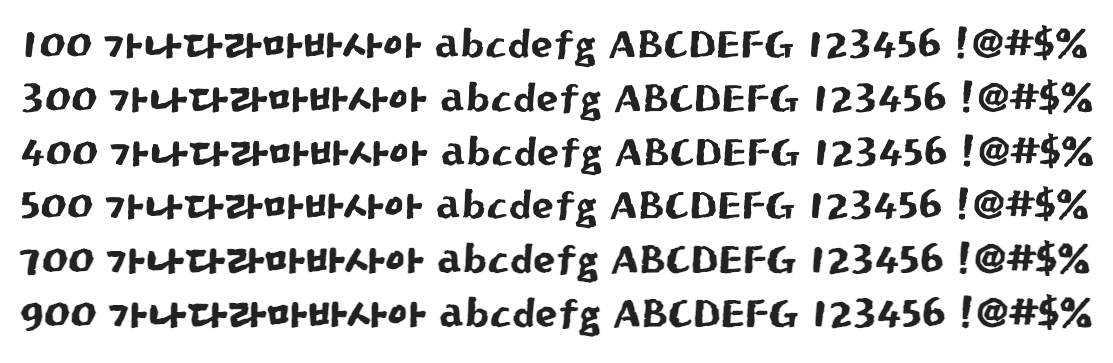 100 가나다라마바사아 abcdefg ABCDEFG 123456 !@#$%
300 가나다라마바사아 abcdefg ABCDEFG 123456 !@#$%
400 가나다라마바사아 abcdefg ABCDEFG 123456 !@#$%
500 가나다라마바사아 abcdefg ABCDEFG 123456 !@#$%
700 가나다라마바사아 abcdefg ABCDEFG 123456 !@#$%
900 가나다라마바사아 abcdefg ABCDEFG 123456 !@#$%